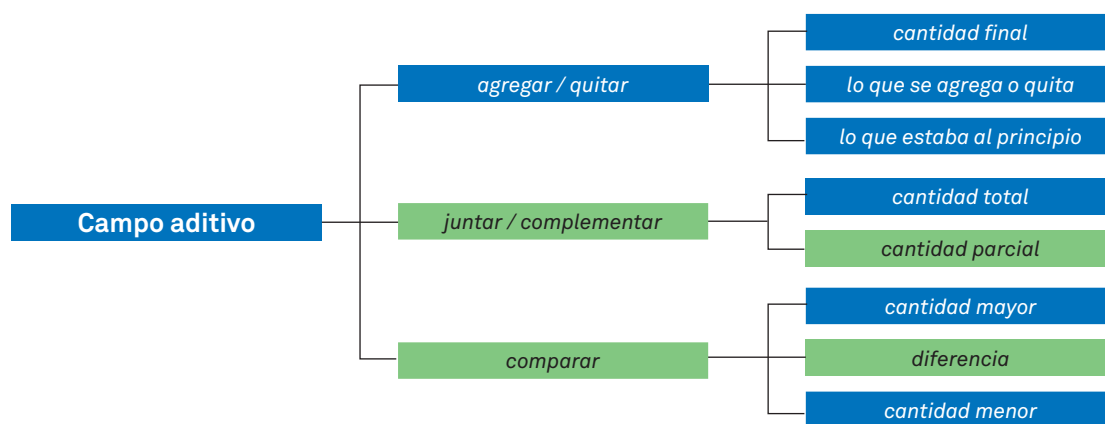 Campo aditivo
agregar / quitar
cantidad final
lo que se agrega o quita
lo que estaba al principio
juntar / complementar
cantidad total
cantidad parcial
comparar
cantidad mayor
diferencia
cantidad menor